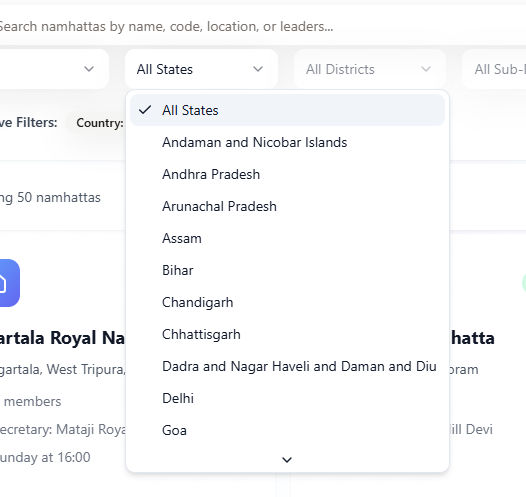 Search namhattas by name, code, location, or leaders...
All States
All Districts
All Sub-
ve Filters:
Country:
All States
Andaman and Nicobar Islands
Andhra Pradesh
Arunachal Pradesh
ng 50 namhattas
Assam
Bihar
Chandigarh
Chhattisgarh
artala Royal Na
hatta
gartala, West Tripura,
Dadra and Nagar Haveli and Daman and Diu
oram
members
Delhi
ecretary: Mataji Roya
Goa
ill Devi
unday at 16:00